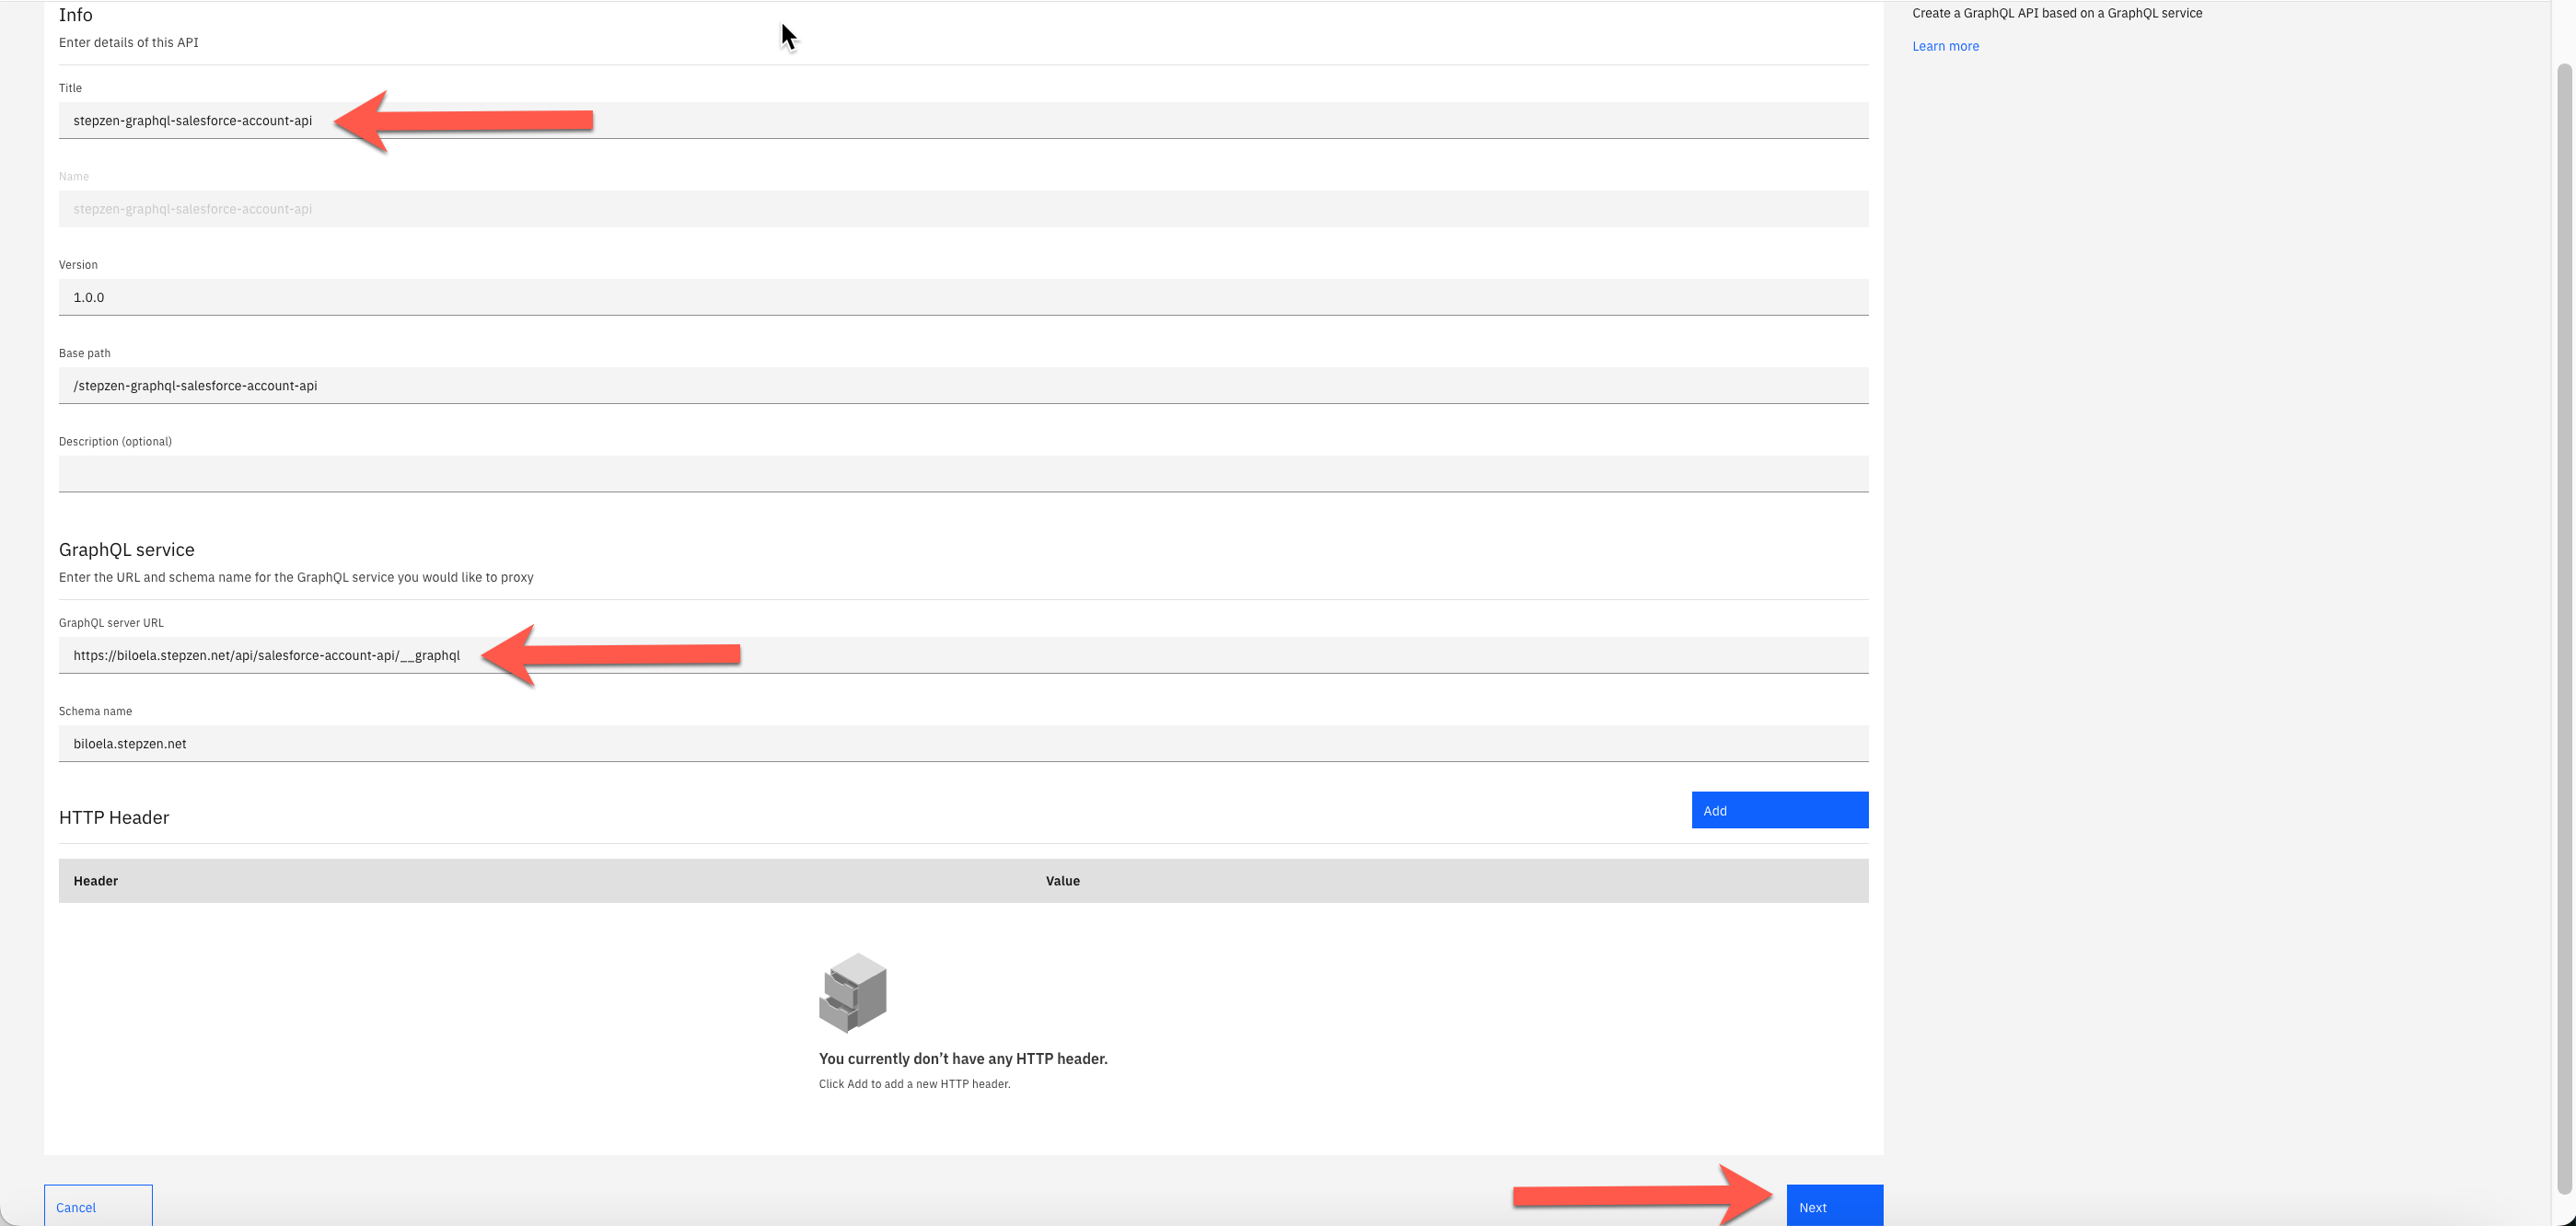 Info
Enter details of this API
Title
stepzen-graphql-salesforce-account-api
Name
stepzen-graphql-salesforce-account-api
Version
1.0.0
Base path
/stepzen-graphql-salesforce-account-api
Description (optional)
GraphQL service
Enter the URL and schema name for the GraphQL service you would like to proxy
GraphQL server URL
https://biloela.stepzen.net/api/salesforce-account-api/__graphql
Schema name
biloela.stepzen.net
HTTP Header
Add
Header Value
You currently don’t have any HTTP header.
Click Add to add a new HTTP header.
Cancel
Next
Create a GraphQL API based on a GraphQL service
Learn more